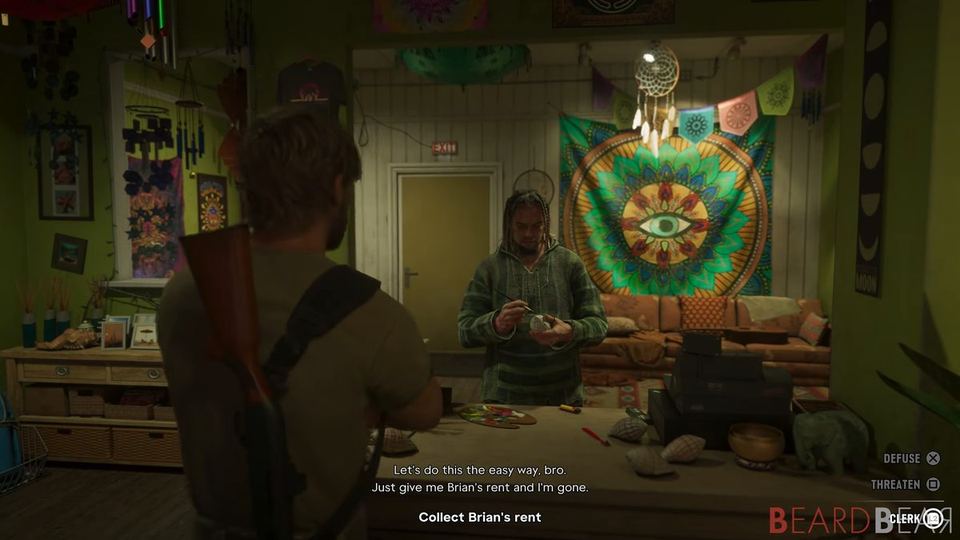 EXIT
MOON
Let's do this the easy way, bro.
Just give me Brian's rent and I'm gone.
Collect Brian's rent
DEFUSE
THREATEN
CLERK
BEARDBEAR